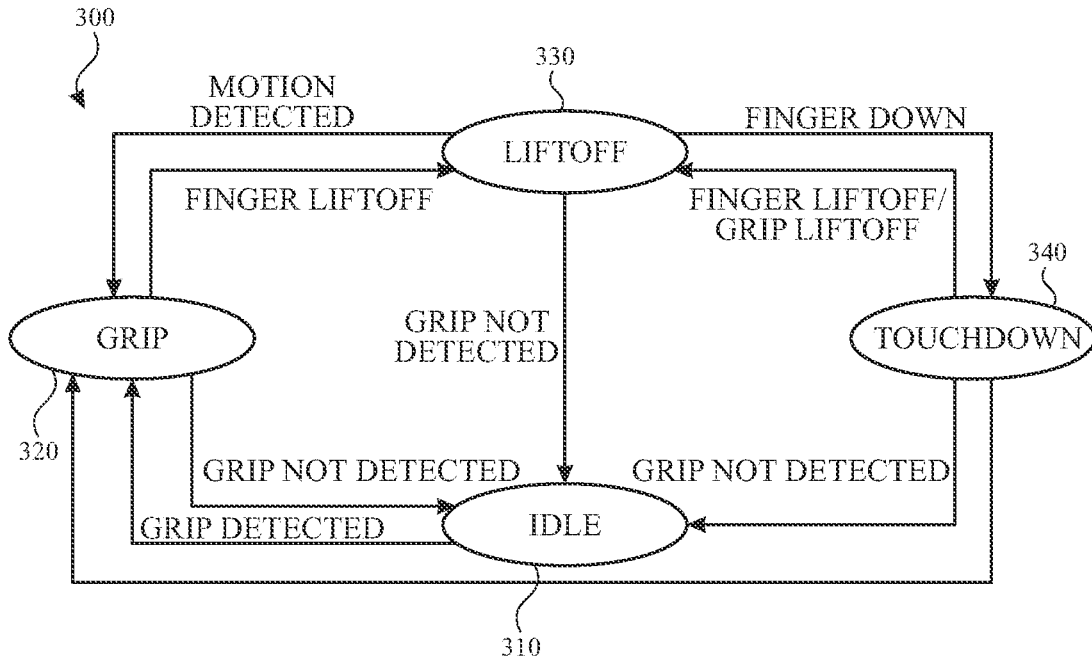 300
330
MOTION
DETECTED
FINGER DOWN
LIFTOFF
FINGER LIFTOFF
FINGER LIFTOFF/
GRIP LIFTOFF
340
GRIP
GRIP NOT
DETECTED
TOUCHDOWN
320
GRIP NOT DETECTED
GRIP NOT DETECTED
GRIP DETECTED
IDLE
310